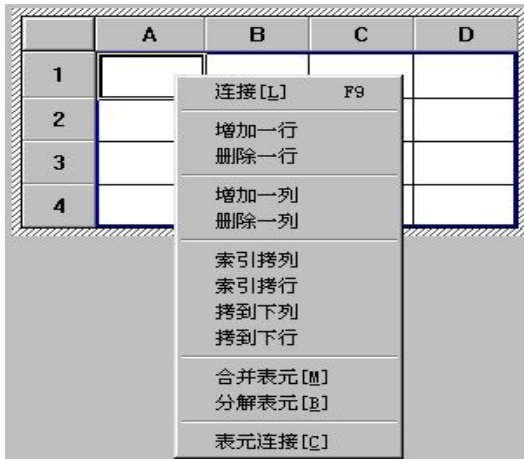 A B C D
1
2
3
4
连接[L] F9
增加一行
删除一行
增加一列
删除一列
索引拷列
索引拷行
拷到下列
拷到下行
合并表元[M]
分解表元[B]
表元连接[C]